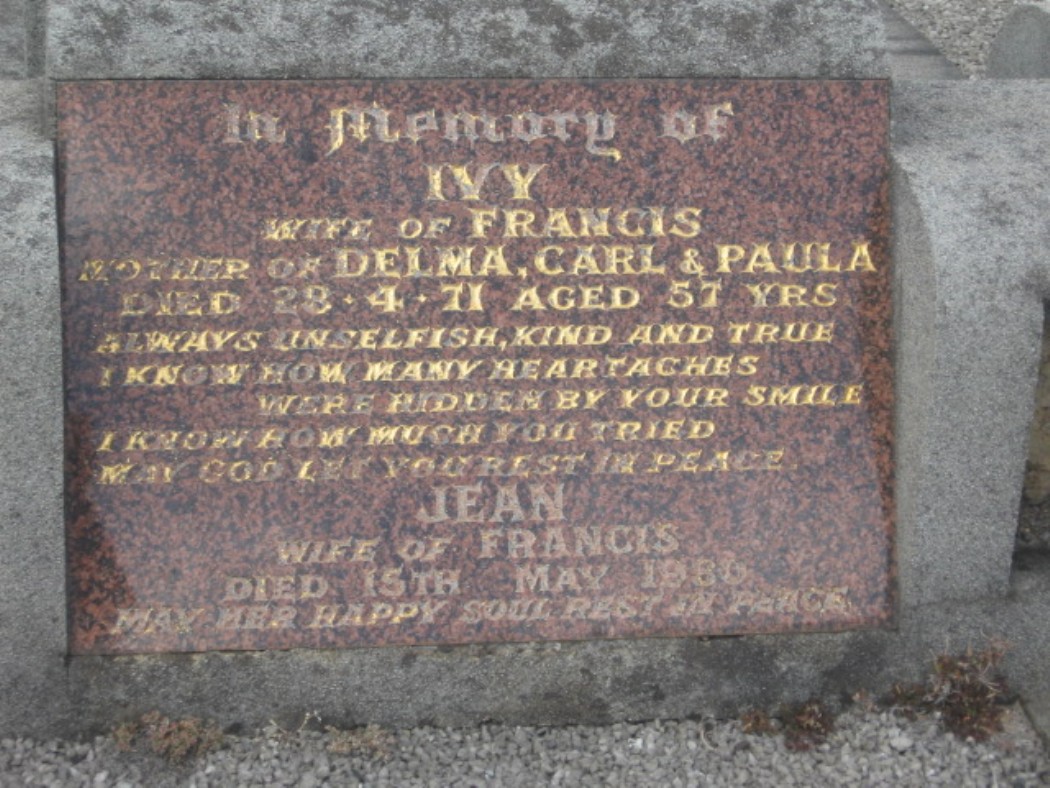 In Memory of
IVY
WIFE OF FRANCIS
MOTHER OF DELMA, CARL & PAULA
DIED 28·4·71 AGED 57 YRS
ALWAYS UNSELFISH, KIND AND TRUE
I KNOW HOW MANY HEARTACHES
WERE HIDDEN BY YOUR SMILE
I KNOW HOW MUCH YOU TRIED
MAY GOD LET YOU REST IN PEACE.
JEAN
WIFE OF FRANCIS
DIED 15TH MAY
MAY HER HAPPY SOUL REST IN PEACE.